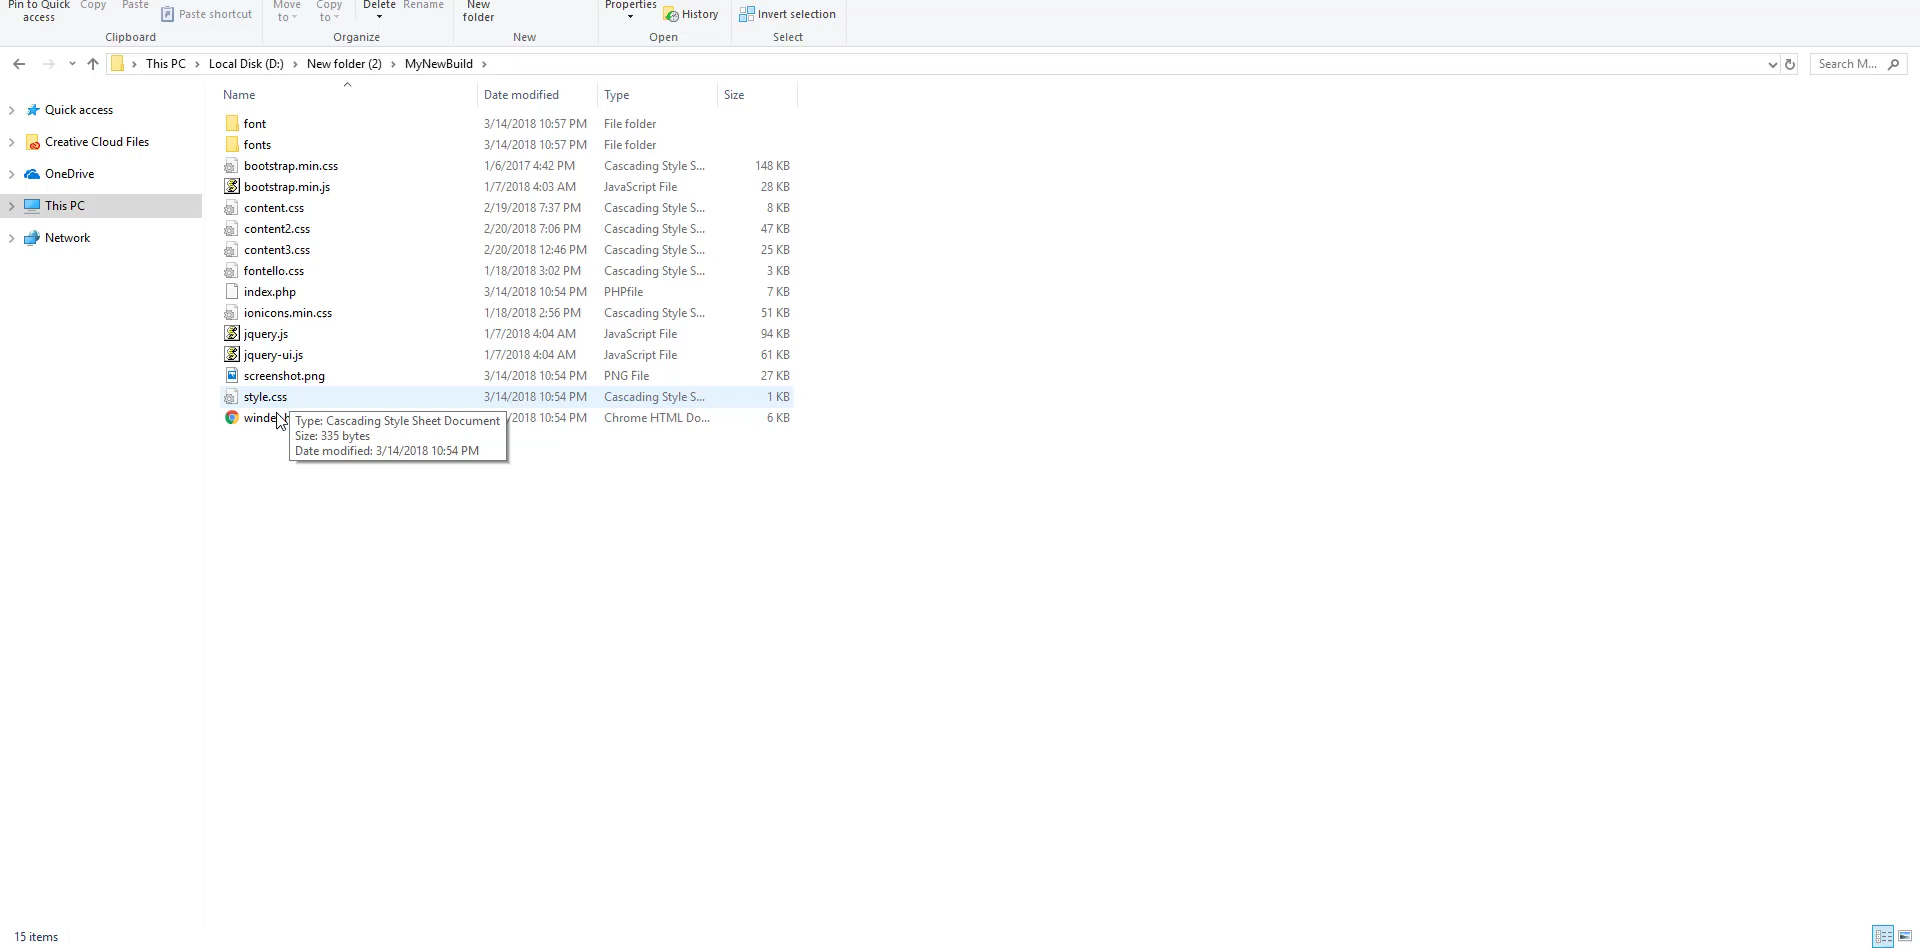 Pin to Quick access
Copy
Paste
Paste shortcut
Clipboard
Move to
Copy to
Delete
Rename
Organize
New folder
New
Properties
History
Open
Invert selection
Select
This PC > Local Disk (D:) > New folder (2) > MyNewBuild >
Search M...
Quick access
Creative Cloud Files
OneDrive
This PC
Network
Name Date modified Type Size
font 3/14/2018 10:57 PM File folder
fonts 3/14/2018 10:57 PM File folder
bootstrap.min.css 1/6/2017 4:42 PM Cascading Style S... 148 KB
bootstrap.min.js 1/7/2018 4:03 AM JavaScript File 28 KB
content.css 2/19/2018 7:37 PM Cascading Style S... 8 KB
content2.css 2/20/2018 7:06 PM Cascading Style S... 47 KB
content3.css 2/20/2018 12:46 PM Cascading Style S... 25 KB
fontello.css 1/18/2018 3:02 PM Cascading Style S... 3 KB
index.php 3/14/2018 10:54 PM PHPfile 7 KB
ionicons.min.css 1/18/2018 2:56 PM Cascading Style S... 51 KB
jquery.js 1/7/2018 4:04 AM JavaScript File 94 KB
jquery-ui.js 1/7/2018 4:04 AM JavaScript File 61 KB
screenshot.png 3/14/2018 10:54 PM PNG File 27 KB
style.css 3/14/2018 10:54 PM Cascading Style S... 1 KB
/2018 10:54 PM Chrome HTML Do... 6 KB
Type: Cascading Style Sheet Document
Size: 335 bytes
Date modified: 3/14/2018 10:54 PM
15 items